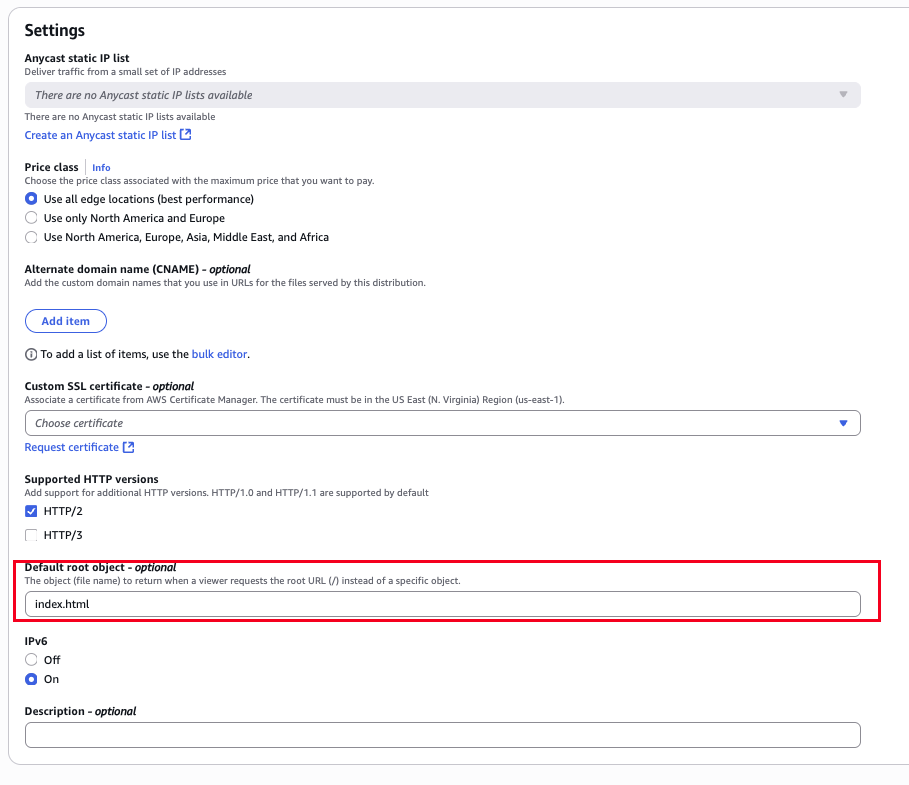 Settings
Anycast static IP list
Deliver traffic from a small set of IP addresses
There are no Anycast static IP lists available
There are no Anycast static IP lists available
Create an Anycast static IP list
Price class Info
Choose the price class associated with the maximum price that you want to pay.
Use all edge locations (best performance)
Use only North America and Europe
Use North America, Europe, Asia, Middle East, and Africa
Alternate domain name (CNAME) - optional
Add the custom domain names that you use in URLs for the files served by this distribution.
Add item
To add a list of items, use the bulk editor.
Custom SSL certificate - optional
Associate a certificate from AWS Certificate Manager. The certificate must be in the US East (N. Virginia) Region (us-east-1).
Choose certificate
Request certificate
Supported HTTP versions
Add support for additional HTTP versions. HTTP/1.0 and HTTP/1.1 are supported by default
HTTP/2
HTTP/3
Default root object - optional
The object (file name) to return when a viewer requests the root URL (/) instead of a specific object.
index.html
IPv6
Off
On
Description - optional